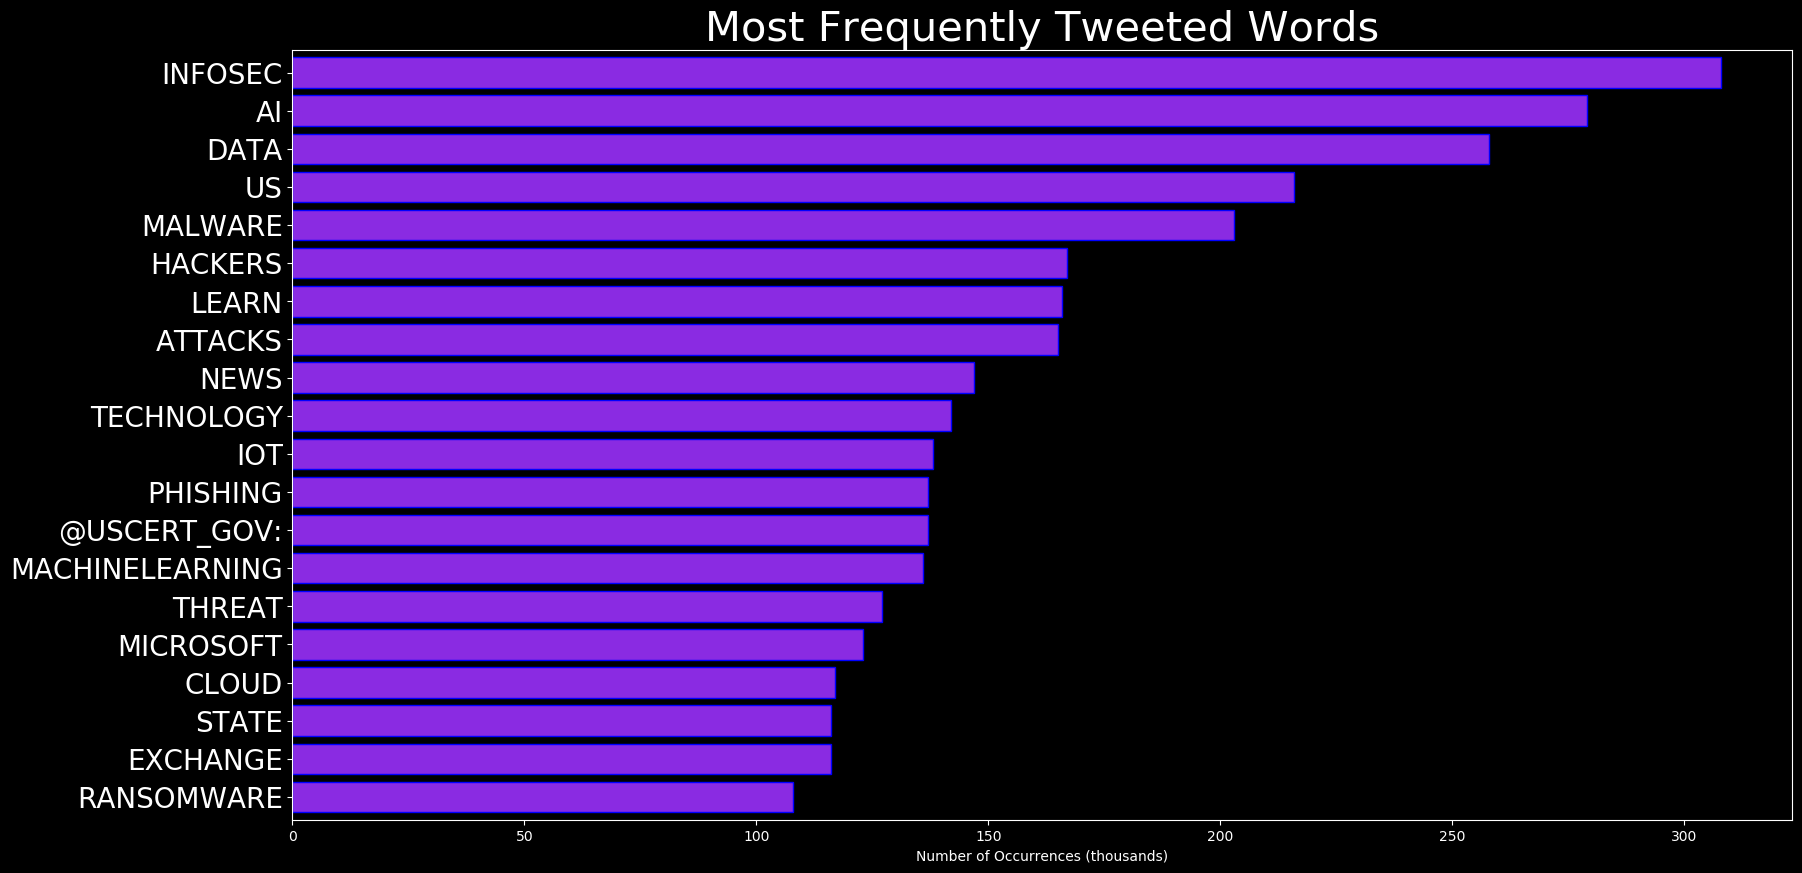 Most Frequently Tweeted Words
INFOSEC
AI
DATA
US
MALWARE
HACKERS
LEARN
ATTACKS
NEWS
TECHNOLOGY
IOT
PHISHING
@USCERT_GOV:
MACHINELEARNING
THREAT
MICROSOFT
CLOUD
STATE
EXCHANGE
RANSOMWARE
0 50 100 150 200 250 300
Number of Occurrences (thousands)